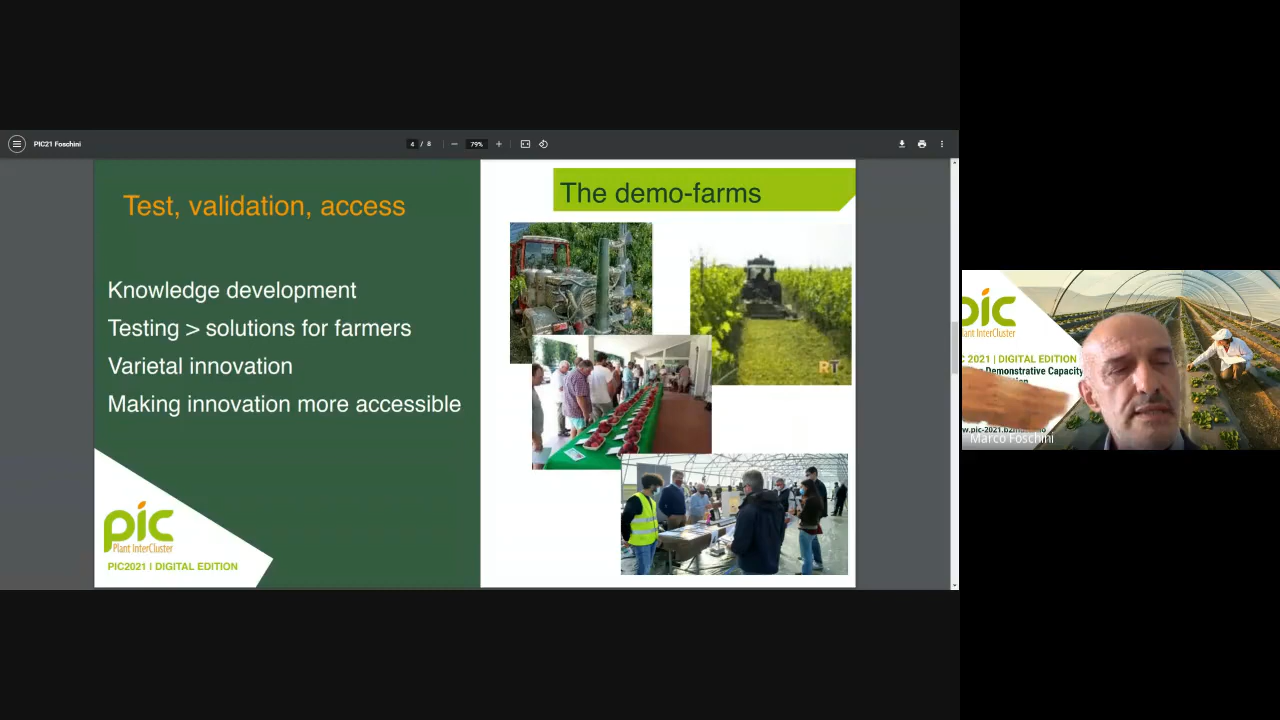 PIC21 Foschini
4 / 8
79%
Test, validation, access
Knowledge development
Testing > solutions for farmers
Varietal innovation
Making innovation more accessible
pic
Plant InterCluster
PIC2021 | DIGITAL EDITION
The demo-farms
RT
pic
Plant InterCluster
C 2021 | DIGITAL EDITION
Demonstrative Capacity
Marco Foschini